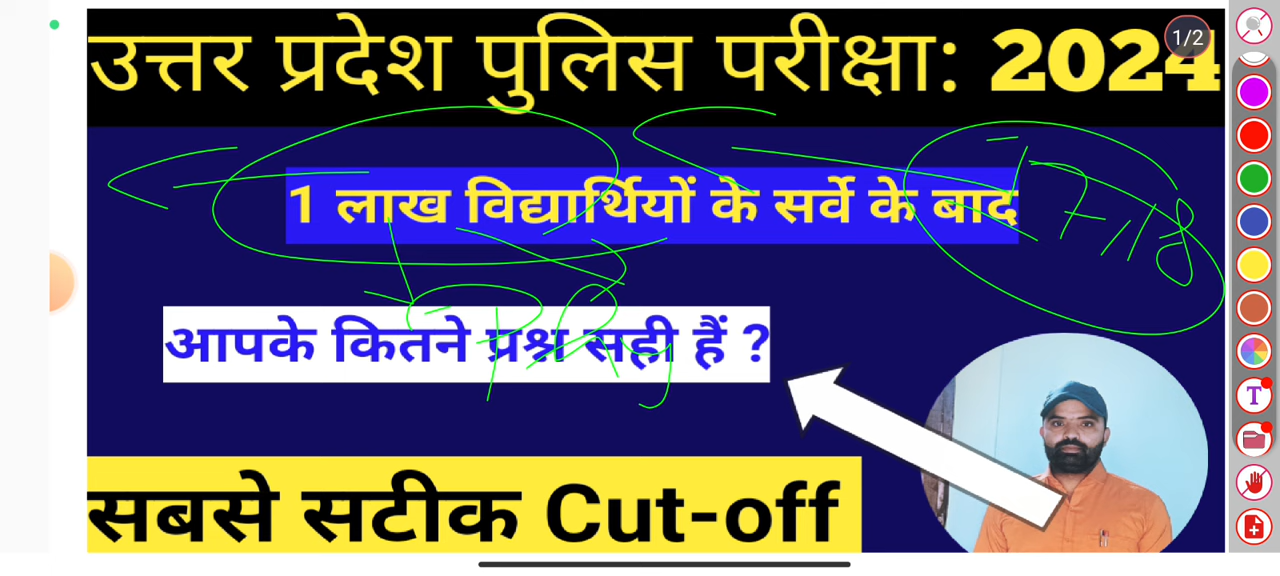 उत्तर प्रदेश पुलिस परीक्षा: 2024
1/2
1 लाख विद्यार्थियों के सर्वे के बाद
आपके कितने प्रश्न सही हैं ?
सबसे सटीक Cut-off
T